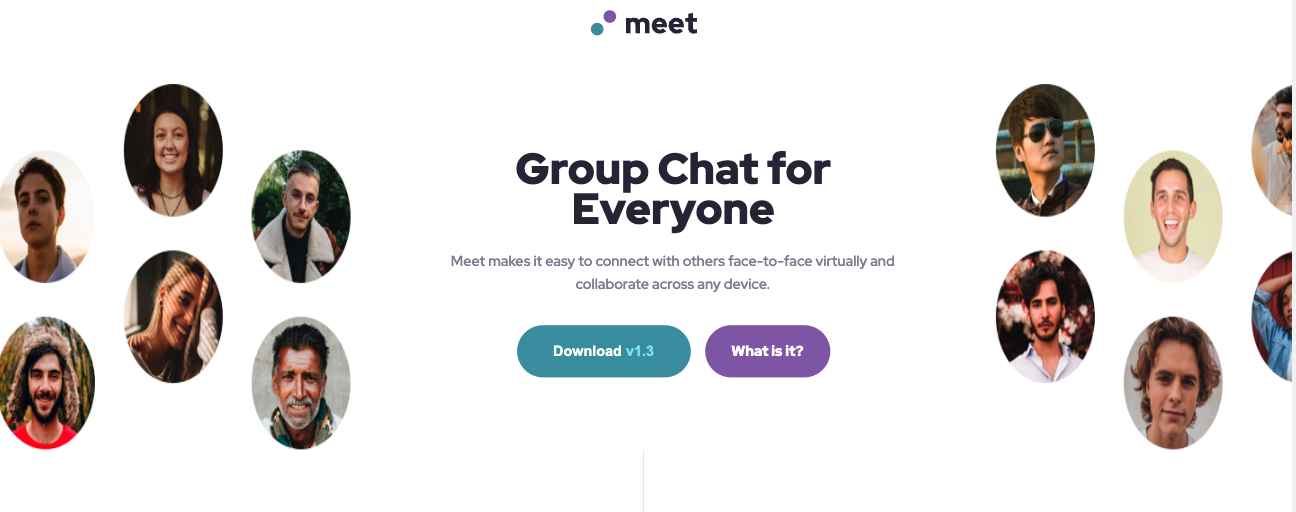 meet
Group Chat for
Everyone
Meet makes it easy to connect with others face-to-face virtually and
collaborate across any device.
Download v1.3
What is it?